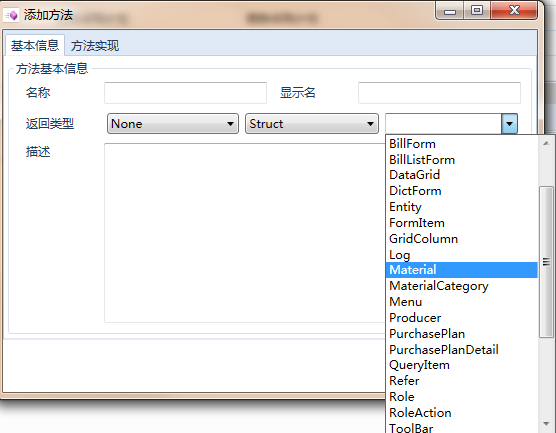 添加方法
基本信息 方法实现
方法基本信息
名称 显示名
返回类型 None Struct
描述
BillForm
BillListForm
DataGrid
DictForm
Entity
FormItem
GridColumn
Log
Material
MaterialCategory
Menu
Producer
PurchasePlan
PurchasePlanDetail
QueryItem
Refer
Role
RoleAction
ToolBar